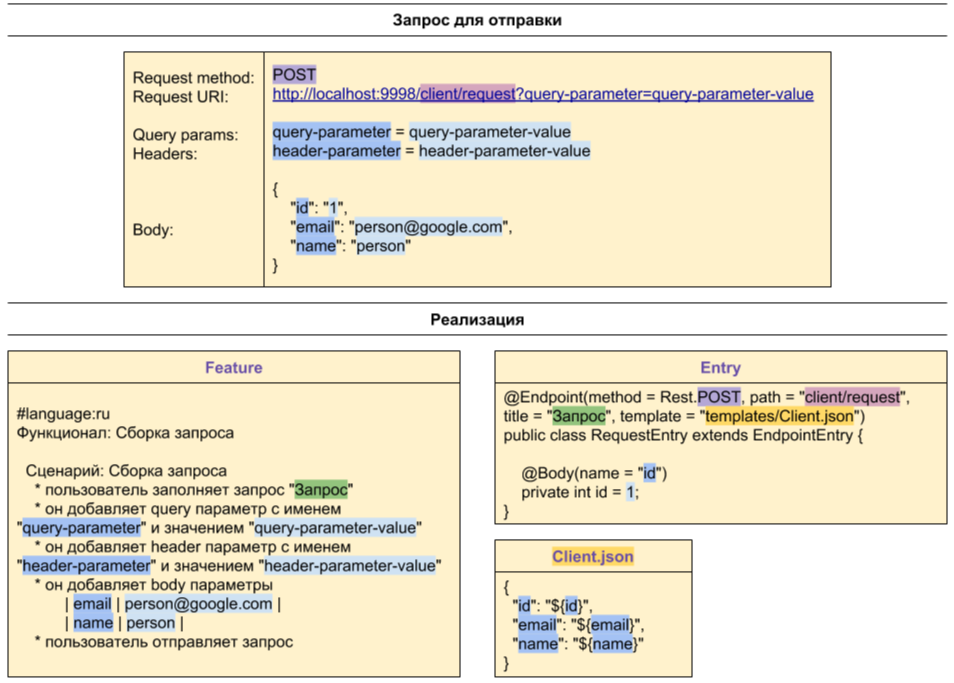 Запрос для отправки
Request method:
POST
Request URI:
http://localhost:9998/client/request?query-parameter=query-parameter-value
Query params:
query-parameter = query-parameter-value
Headers:
header-parameter = header-parameter-value
Body:
{
"id": "1",
"email": "person@google.com",
"name": "person"
}
Реализация
Feature
#language:ru
Функционал: Сборка запроса
Сценарий: Сборка запроса
* пользователь заполняет запрос "Запрос"
* он добавляет query параметр с именем
"query-parameter" и значением "query-parameter-value"
* он добавляет header параметр с именем
"header-parameter" и значением "header-parameter-value"
* он добавляет body параметры
| email | person@google.com |
| name | person |
* пользователь отправляет запрос
Entry
@Endpoint(method = Rest.POST, path = "client/request",
title = "Запрос", template = "templates/Client.json")
public class RequestEntry extends EndpointEntry {
@Body(name = "id")
private int id = 1;
}
Client.json
{
"id": "${id}",
"email": "${email}",
"name": "${name}"
}